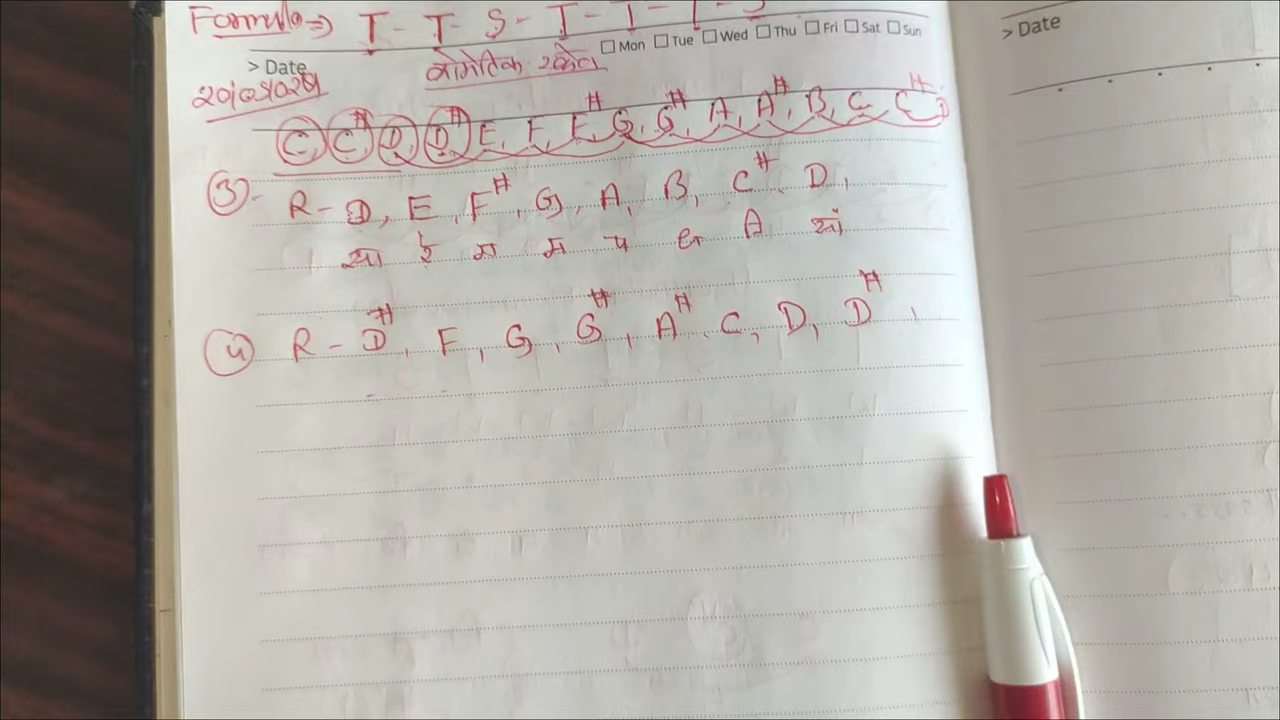 Formula => T - T - S - T - T - T - S
Mon Tue Wed Thu Fri Sat Sun
> Date
> Date
C, C#, D, D#, E, F, F#, G, G#, A, A#, B, C, C#, D
3 - R - D, E, F#, G, A, B, C#, D,
सा रे ग म प ध A सां
4 R - D#, F, G, G#, A#, C, D, D#,